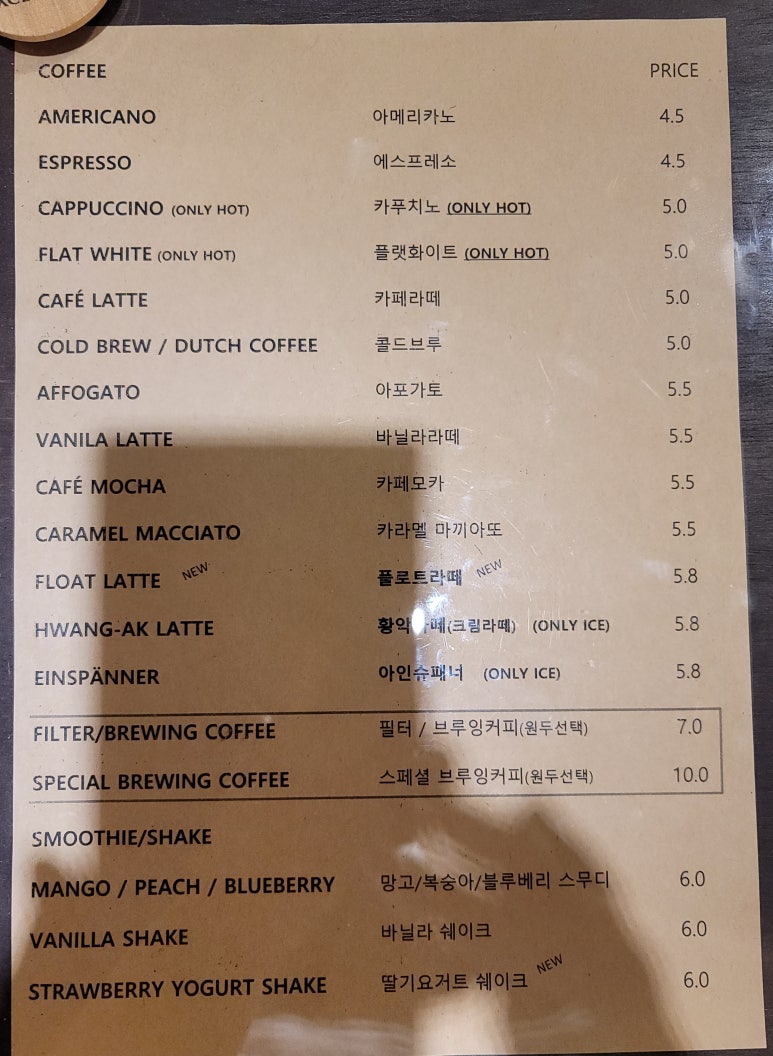 COFFEE PRICE
AMERICANO 아메리카노 4.5
ESPRESSO 에스프레소 4.5
CAPPUCCINO (ONLY HOT) 카푸치노 (ONLY HOT) 5.0
FLAT WHITE (ONLY HOT) 플랫화이트 (ONLY HOT) 5.0
CAFÉ LATTE 카페라떼 5.0
COLD BREW / DUTCH COFFEE 콜드브루 5.0
AFFOGATO 아포가토 5.5
VANILA LATTE 바닐라라떼 5.5
CAFÉ MOCHA 카페모카 5.5
CARAMEL MACCIATO 카라멜 마끼아또 5.5
FLOAT LATTE NEW 플로트라떼 NEW 5.8
HWANG-AK LATTE (크림라떼) (ONLY ICE) 5.8
EINSPÄNNER 아인슈패너 (ONLY ICE) 5.8
FILTER/BREWING COFFEE 필터 / 브루잉커피(원두선택) 7.0
SPECIAL BREWING COFFEE 스페셜 브루잉커피(원두선택) 10.0
SMOOTHIE/SHAKE
MANGO / PEACH / BLUEBERRY 망고/복숭아/블루베리 스무디 6.0
VANILLA SHAKE 바닐라 쉐이크 6.0
STRAWBERRY YOGURT SHAKE 딸기요거트 쉐이크 NEW 6.0